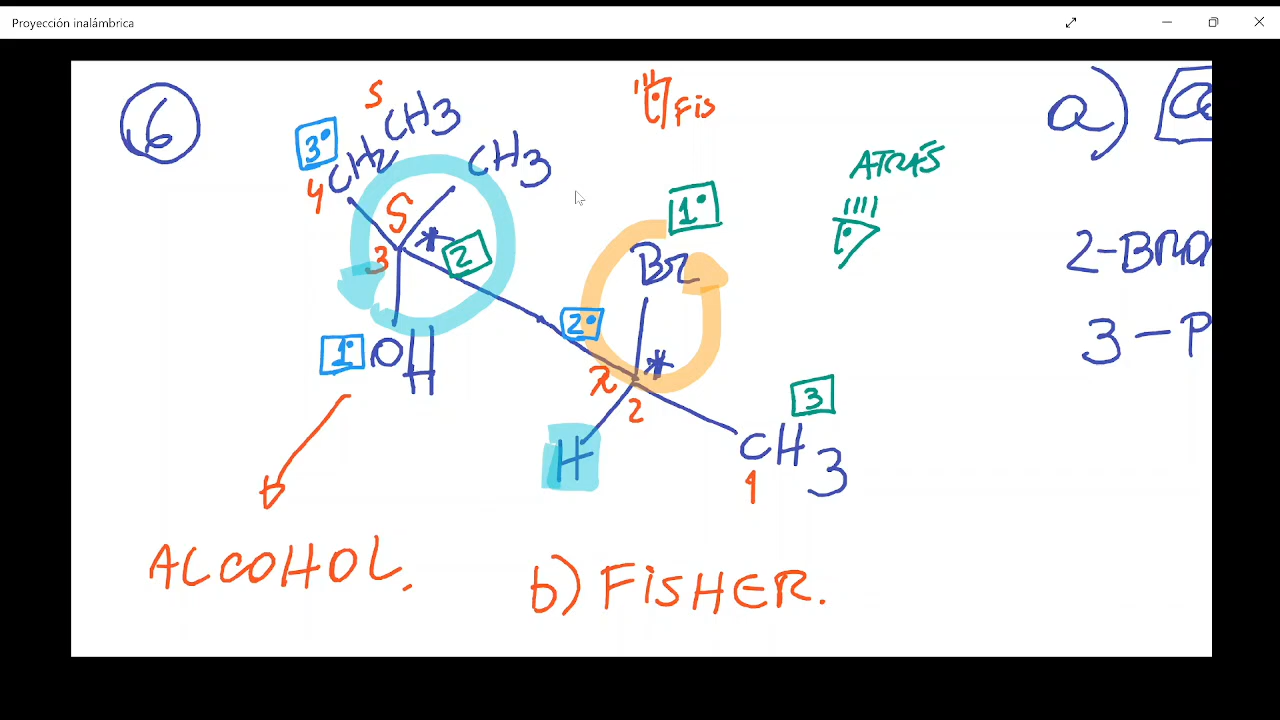 Proyección inalámbrica
6
5
CH3
3°
CH2
CH3
4
S
*
3
2
Fis
ATRÁS
a)
1°
Br
2°
2-BRO
3-P
1°
OH
*
R
2
3
H
CH3
1
ALCOHOL.
b) FISHER.